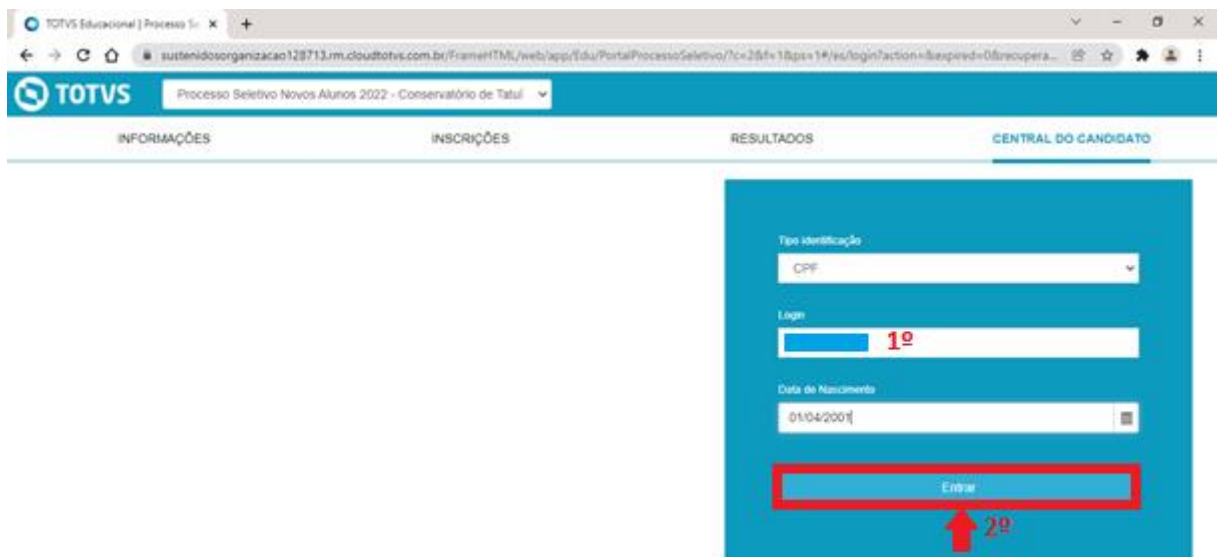 TOTVS Educacional | Processo Se
sustenidosorganizacao128713.rm.cloudtotvs.com.br/FrameHTML/web/app/Edu/PortalProcessoSeletivo/?c=2&f=1&ps=1#/es/login?action=&expired=0&recupera...
TOTVS
Processo Seletivo Novos Alunos 2022 - Conservatório de Tatuí
INFORMAÇÕES INSCRIÇÕES RESULTADOS CENTRAL DO CANDIDATO
Tipo identificação
CPF
Login
1º
Data de Nascimento
01/04/2001
Entrar
2º